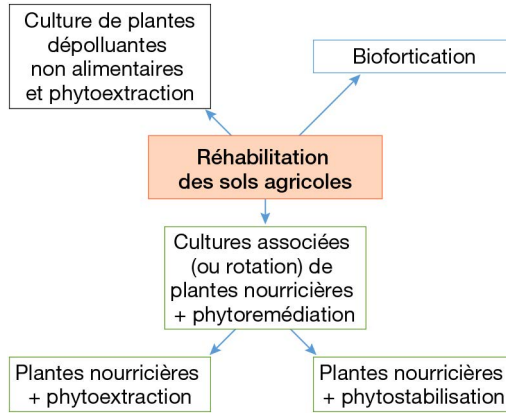 Culture de plantes
dépolluantes
non alimentaires
et phytoextraction
Biofortication
Réhabilitation
des sols agricoles
Cultures associées
(ou rotation) de
plantes nourricières
+ phytoremédiation
Plantes nourricières
+ phytoextraction
Plantes nourricières
+ phytostabilisation